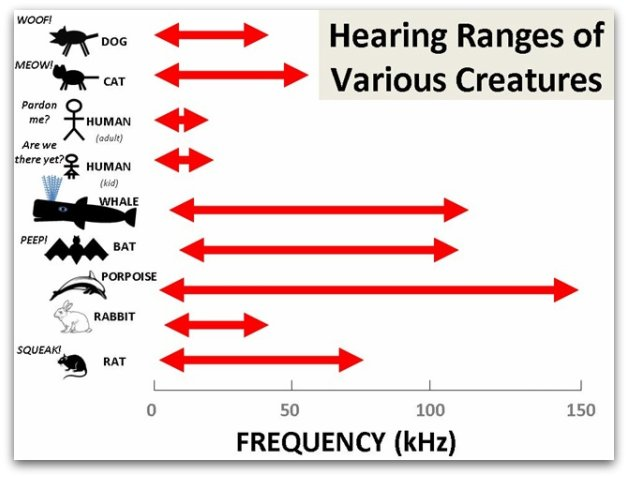 Hearing Ranges of
Various Creatures
WOOF!
DOG
MEOW!
CAT
Pardon
me?
HUMAN
(adult)
Are we
there yet?
HUMAN
(kid)
WHALE
PEEP!
BAT
PORPOISE
RABBIT
SQUEAK!
RAT
0 50 100 150
FREQUENCY (kHz)